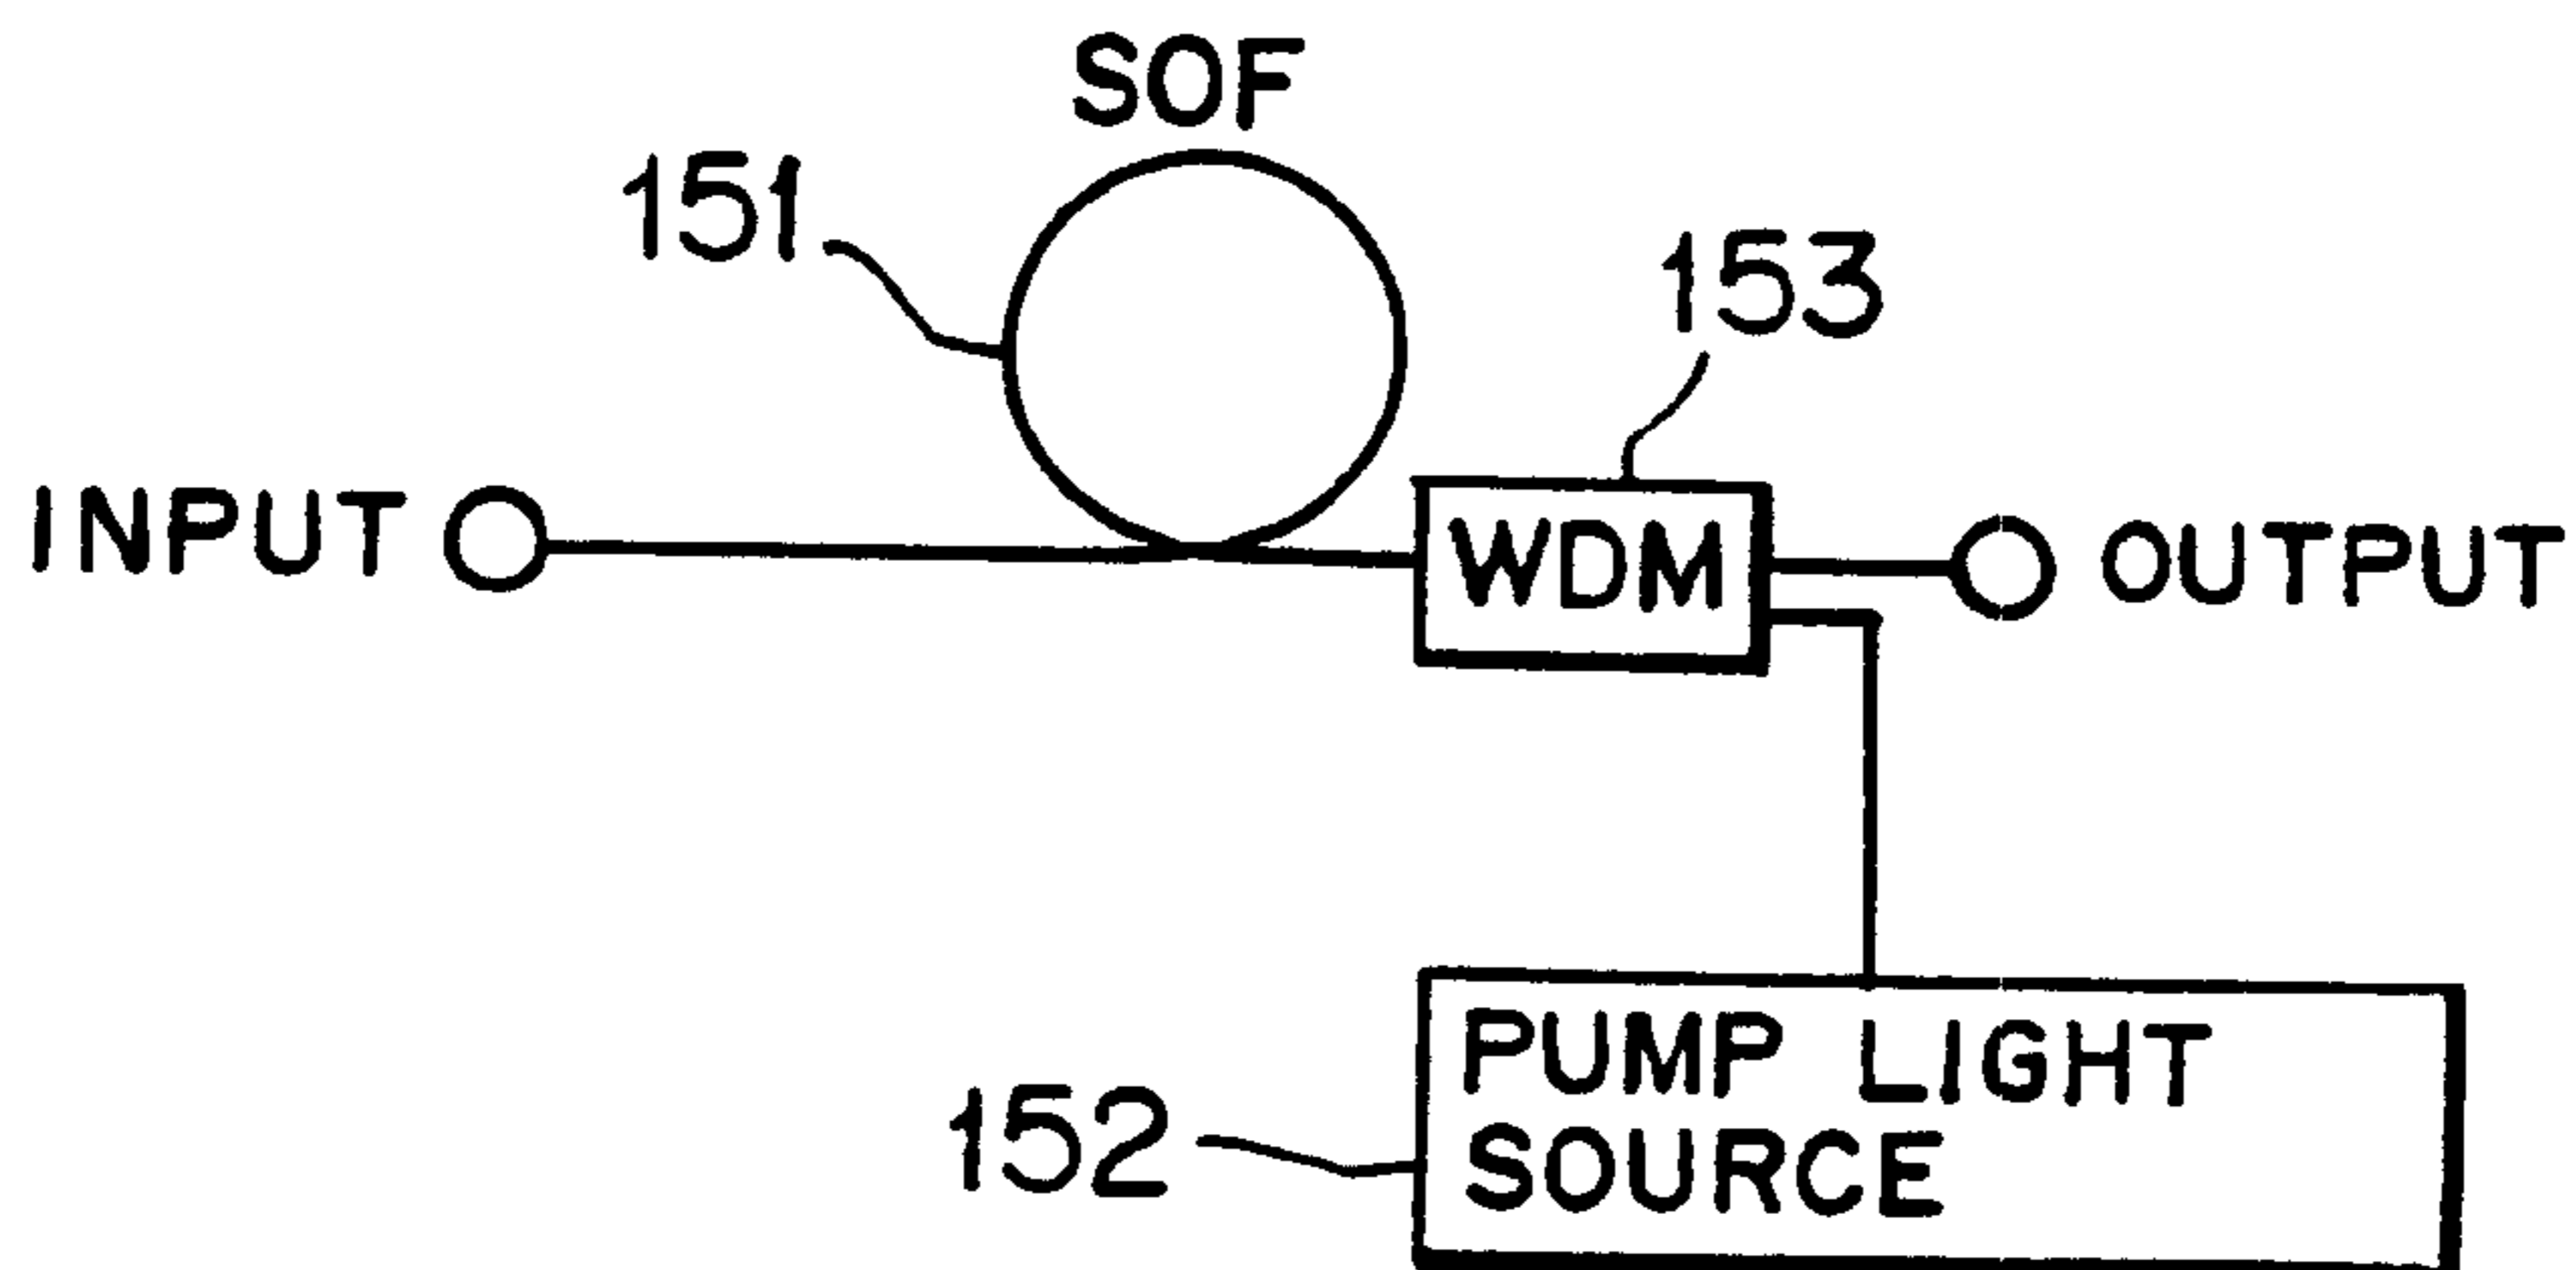 SOF
151
153
INPUT
WDM
OUTPUT
PUMP LIGHT
SOURCE
152